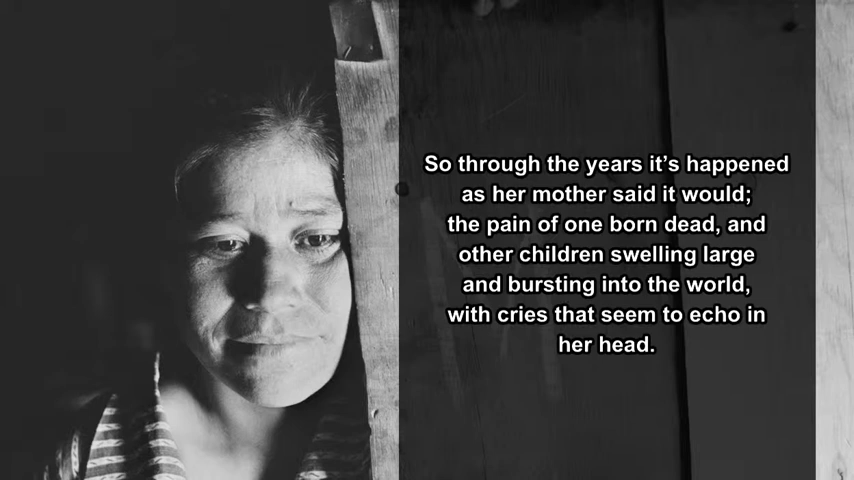 So through the years it’s happened
as her mother said it would;
the pain of one born dead, and
other children swelling large
and bursting into the world,
with cries that seem to echo in
her head.